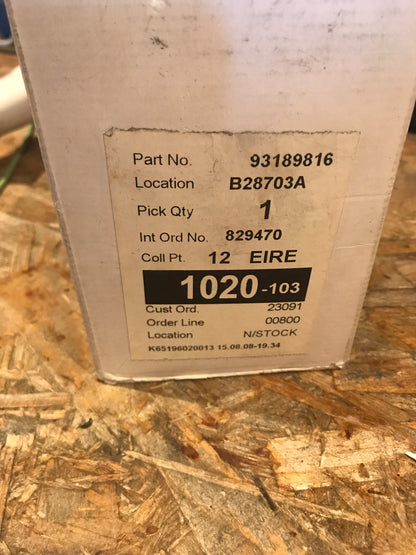 Part No. 93189816
Location B28703A
Pick Qty 1
Int Ord No. 829470
Coll Pt. 12 EIRE
1020-103
Cust Ord. 23091
Order Line 00800
Location N/STOCK
K65196020013 15.08.08-19.34